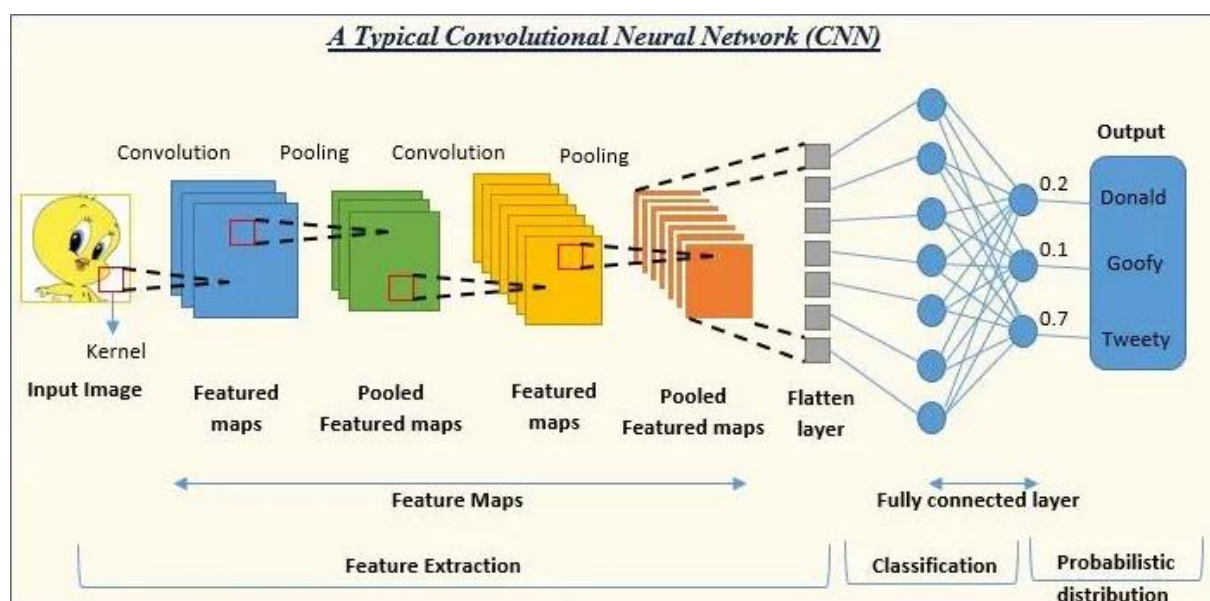 A Typical Convolutional Neural Network (CNN)
Convolution
Pooling
Convolution
Pooling
Output
0.2
Donald
0.1
Goofy
0.7
Tweety
Kernel
Input Image
Featured
maps
Pooled
Featured maps
Featured
maps
Pooled
Featured maps
Flatten
layer
Feature Maps
Fully connected layer
Feature Extraction
Classification
Probabilistic
distribution